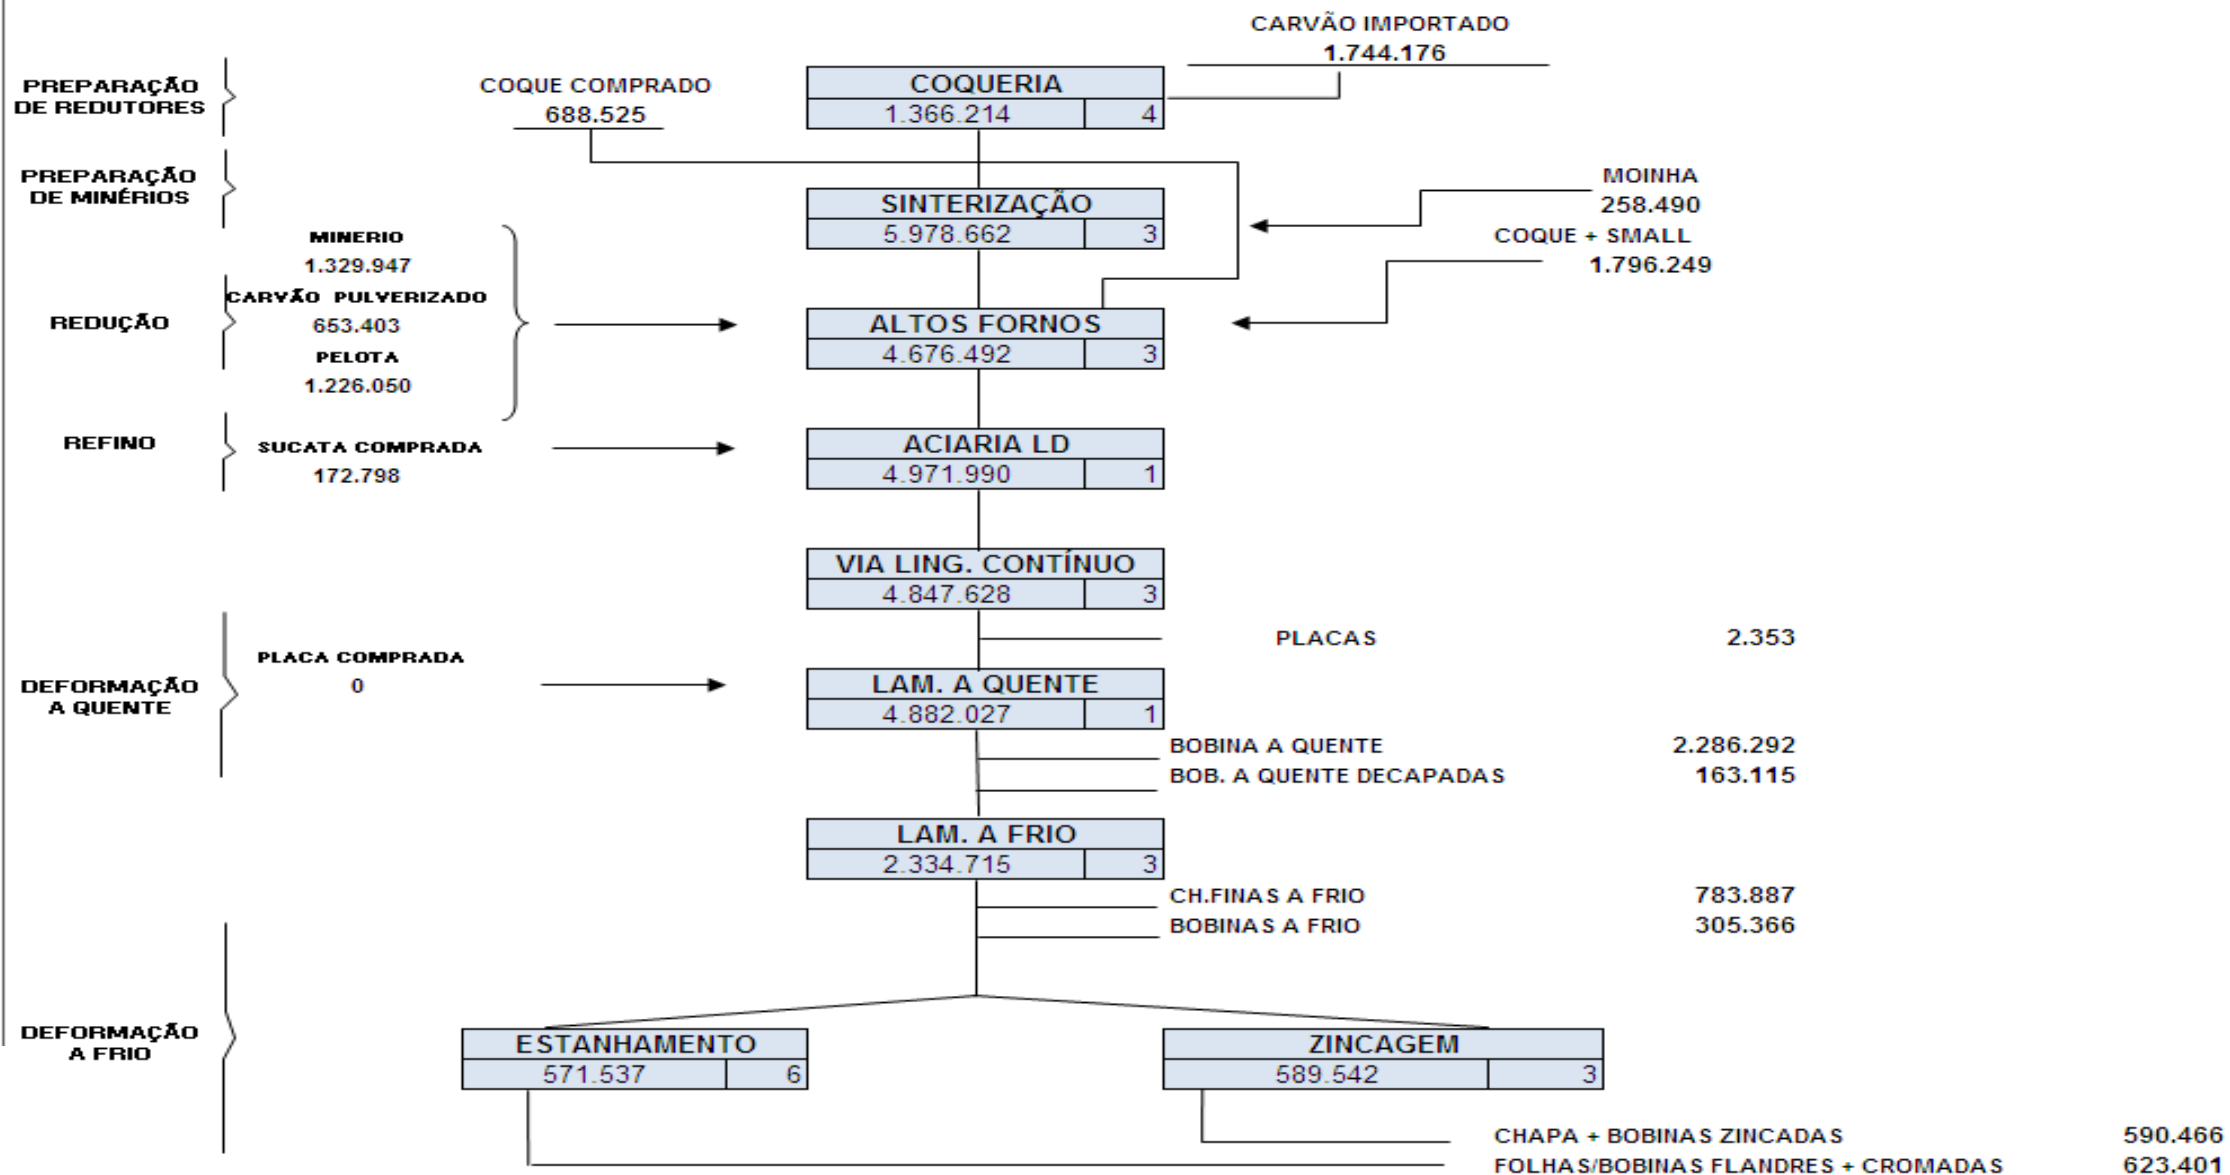 CARVÃO IMPORTADO
1.744.176
PREPARAÇÃO
DE REDUTORES
COQUE COMPRADO
688.525
COQUERIA
1.366.214 4
PREPARAÇÃO
DE MINÉRIOS
SINTERIZAÇÃO
5.978.662 3
MOINHA
258.490
COQUE + SMALL
1.796.249
MINERIO
1.329.947
CARVÃO PULVERIZADO
653.403
PELOTA
1.226.050
REDUÇÃO
ALTOS FORNOS
4.676.492 3
REFINO
SUCATA COMPRADA
172.798
ACIARIA LD
4.971.990 1
VIA LING. CONTÍNUO
4.847.628 3
PLACAS 2.353
PLACA COMPRADA
0
DEFORMAÇÃO
A QUENTE
LAM. A QUENTE
4.882.027 1
BOBINA A QUENTE 2.286.292
BOB. A QUENTE DECAPADAS 163.115
LAM. A FRIO
2.334.715 3
CH.FINAS A FRIO 783.887
BOBINAS A FRIO 305.366
DEFORMAÇÃO
A FRIO
ESTANHAMENTO
571.537 6
ZINCAGEM
589.542 3
CHAPA + BOBINAS ZINCADAS 590.466
FOLHAS/BOBINAS FLANDRES + CROMADAS 623.401